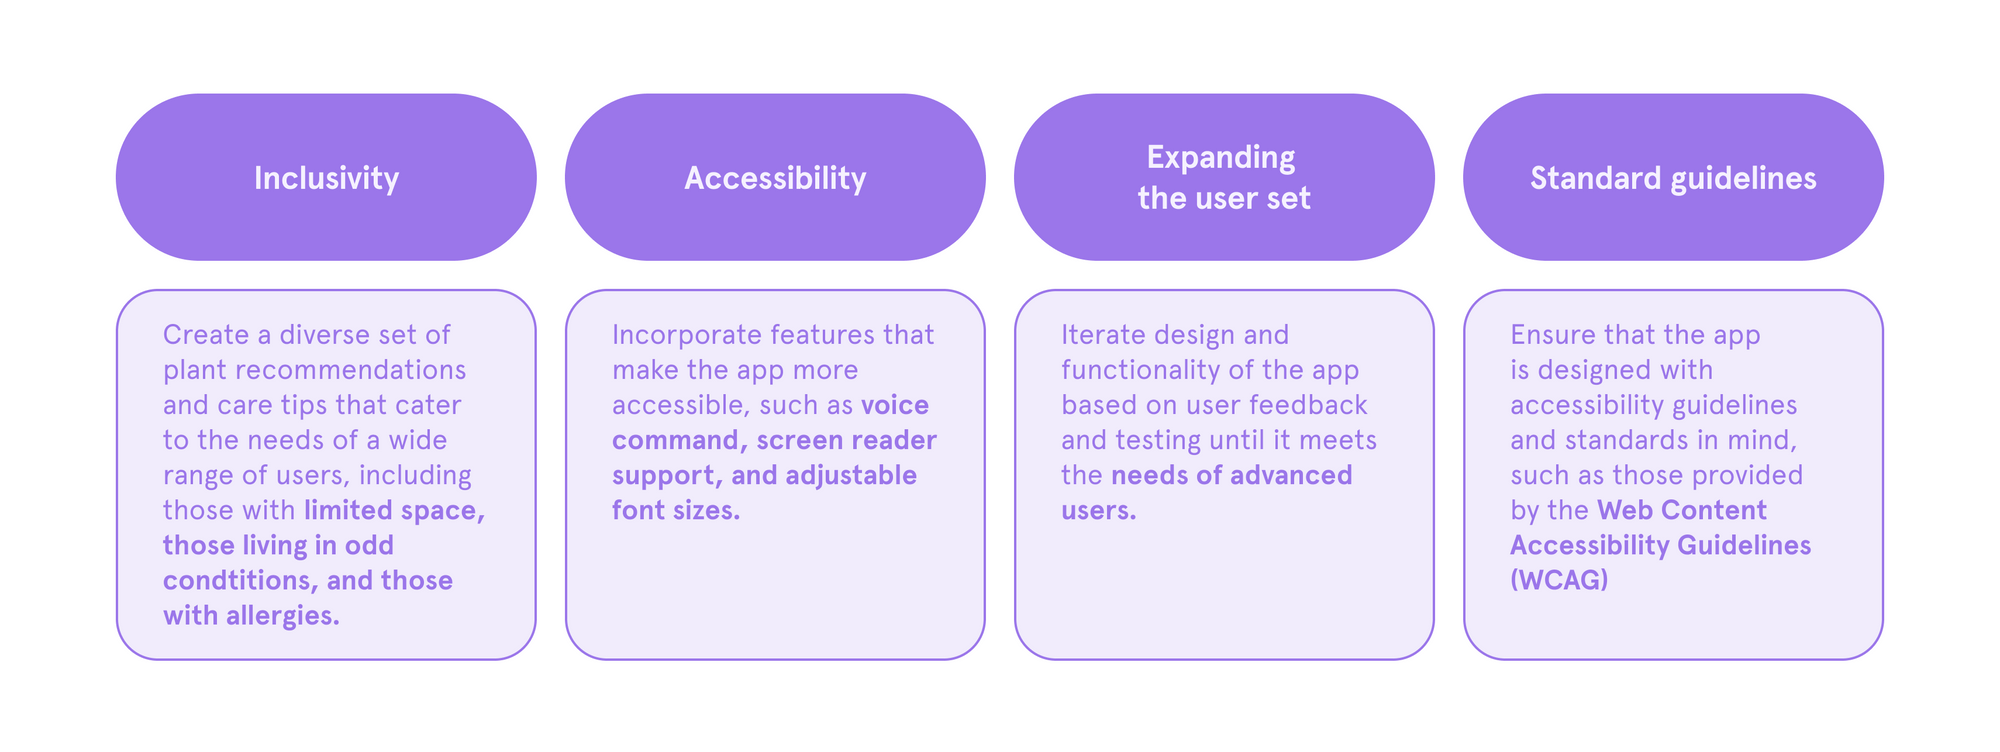 Inclusivity
Create a diverse set of
plant recommendations
and care tips that cater
to the needs of a wide
range of users, including
those with limited space,
those living in odd
condtitions, and those
with allergies.
Accessibility
Incorporate features that
make the app more
accessible, such as voice
command, screen reader
support, and adjustable
font sizes.
Expanding
the user set
Iterate design and
functionality of the app
based on user feedback
and testing until it meets
the needs of advanced
users.
Standard guidelines
Ensure that the app
is designed with
accessibility guidelines
and standards in mind,
such as those provided
by the Web Content
Accessibility Guidelines
(WCAG)